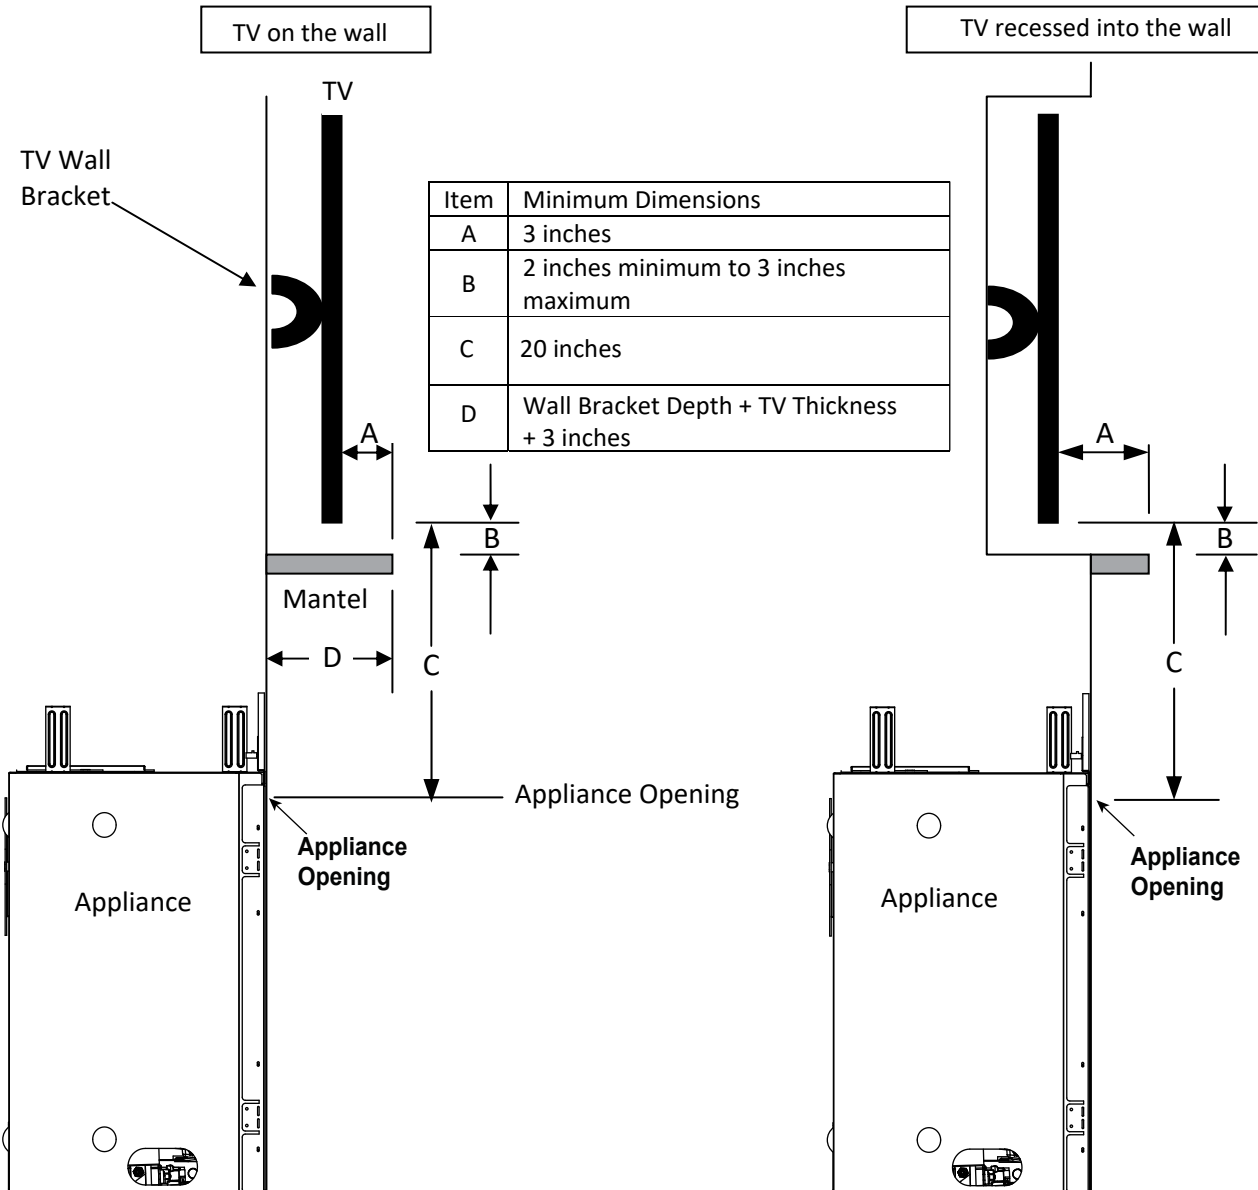 TV on the wall
TV recessed into the wall
TV
TV Wall
Bracket
Item Minimum Dimensions
A 3 inches
B 2 inches minimum to 3 inches
maximum
C 20 inches
D Wall Bracket Depth + TV Thickness
+ 3 inches
A
A
B
B
Mantel
D
C
C
Appliance Opening
Appliance
Opening
Appliance
Opening
Appliance
Appliance